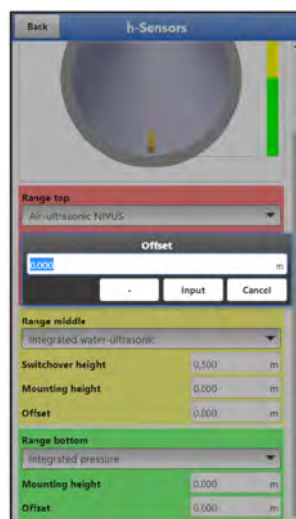 Back h-Sensors
Range top
Air-ultrasonic NIVUS
Offset
0.000 m
- Input Cancel
Range middle
Integrated water-ultrasonic
Switchover height 0.500 m
Mounting height 0.000 m
Offset 0.000 m
Range bottom
Integrated pressure
Mounting height 0.000 m
Offset 0.000 m